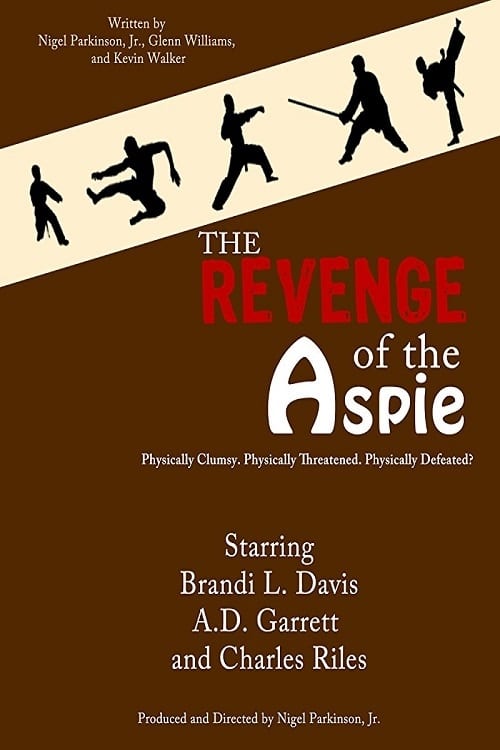 Written by
Nigel Parkinson, Jr., Glenn Williams,
and Kevin Walker
THE
REVENGE
of the
Aspie
Physically Clumsy. Physically Threatened. Physically Defeated?
Starring
Brandi L. Davis
A.D. Garrett
and Charles Riles
Produced and Directed by Nigel Parkinson, Jr.